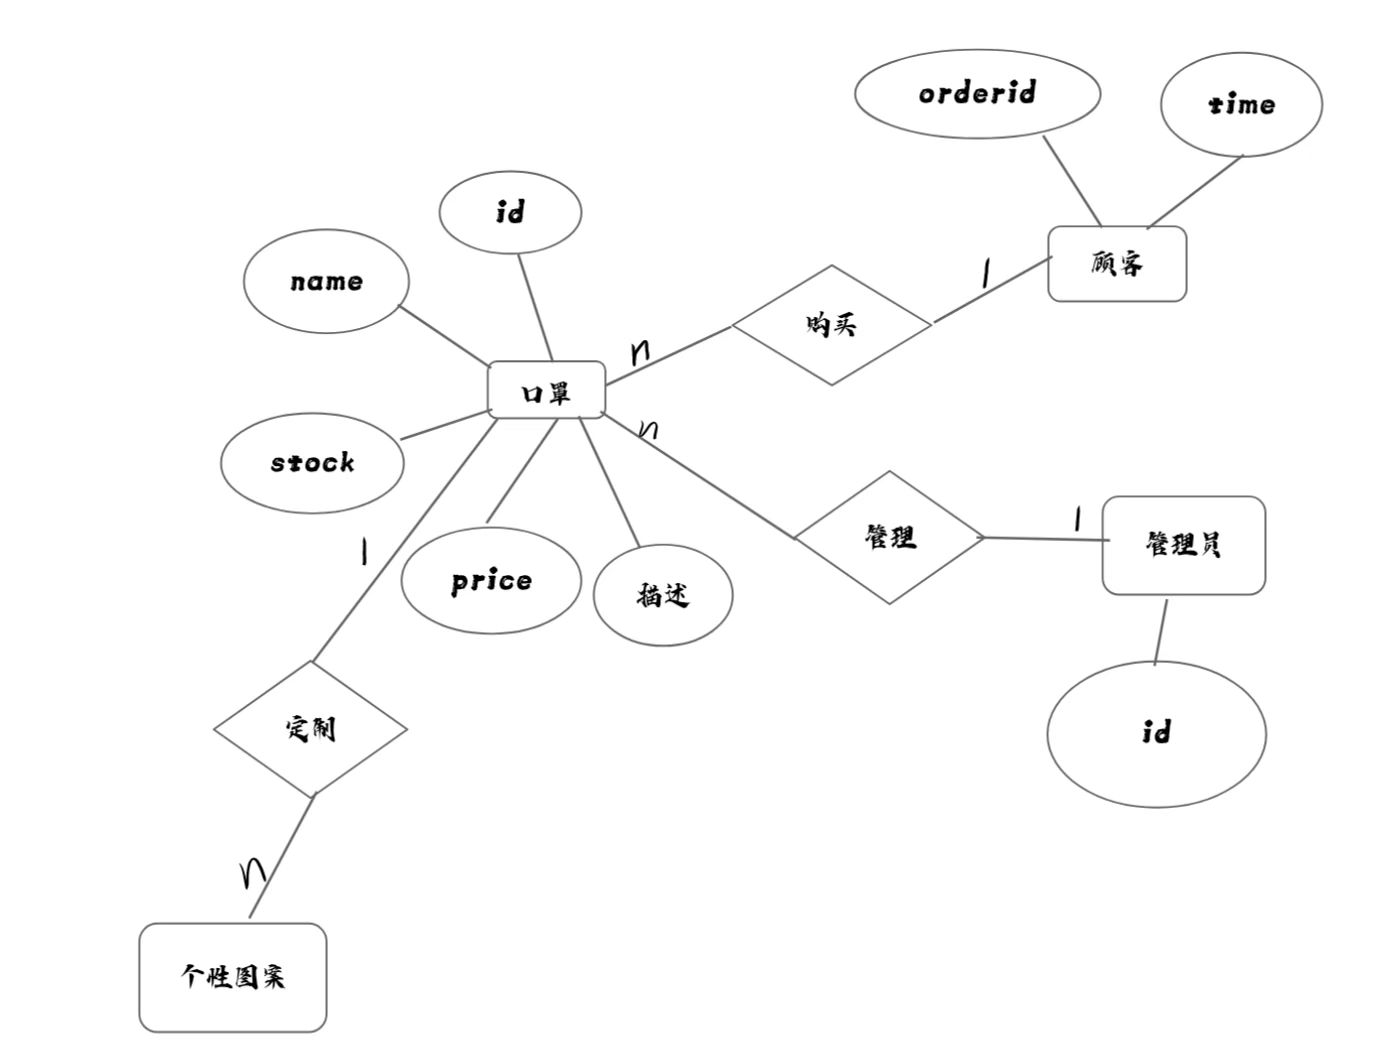 orderid
time
id
name
顾客
1
购买
n
口罩
n
stock
1
管理
1
管理员
price
描述
定制
id
n
个性图案